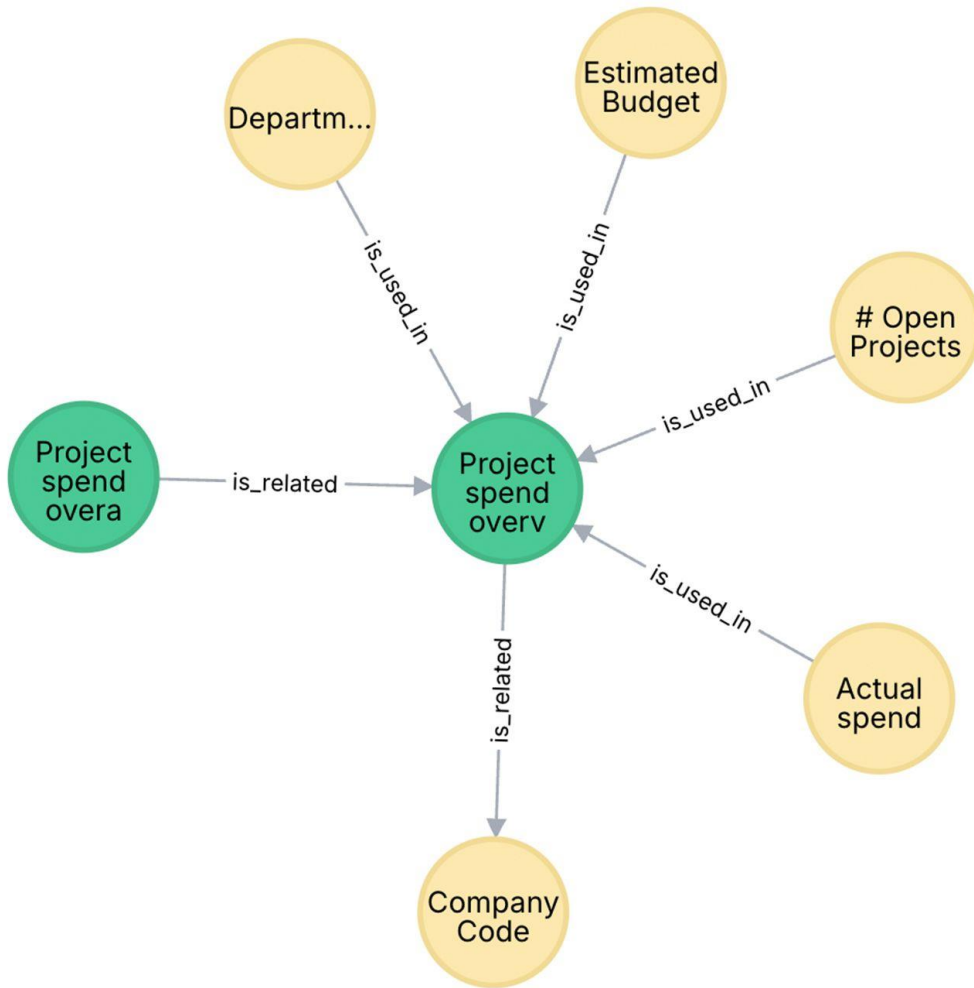 Estimated
Budget
Departm...
is_used_in
is_used_in
# Open
Projects
is_used_in
Project
spend
overa
is_related
Project
spend
overv
is_used_in
is_related
Actual
spend
Company
Code